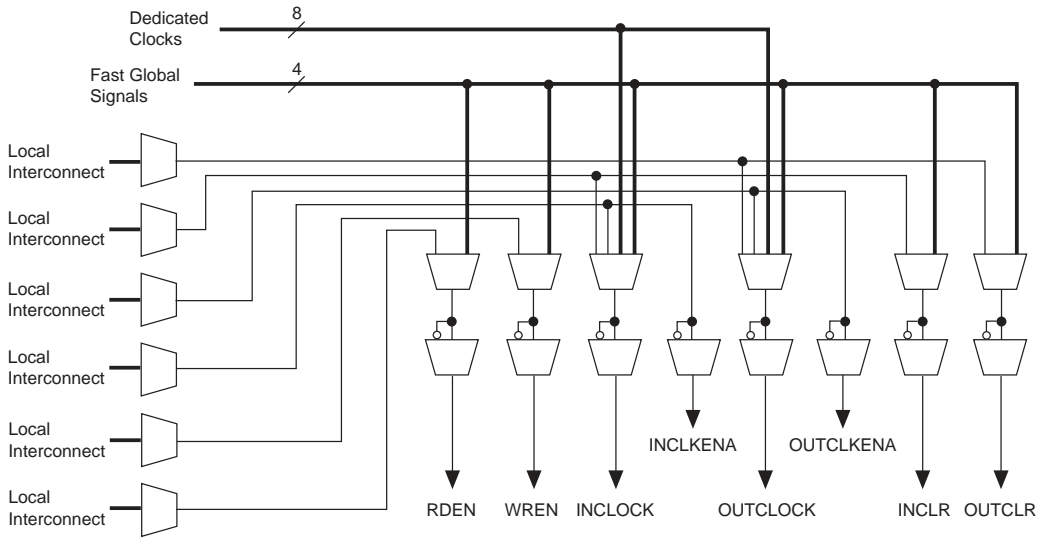 Dedicated
Clocks
8
Fast Global
Signals
4
Local
Interconnect
Local
Interconnect
Local
Interconnect
Local
Interconnect
Local
Interconnect
Local
Interconnect
INCLKENA
OUTCLKENA
RDEN
WREN
INCLOCK
OUTCLOCK
INCLR
OUTCLR